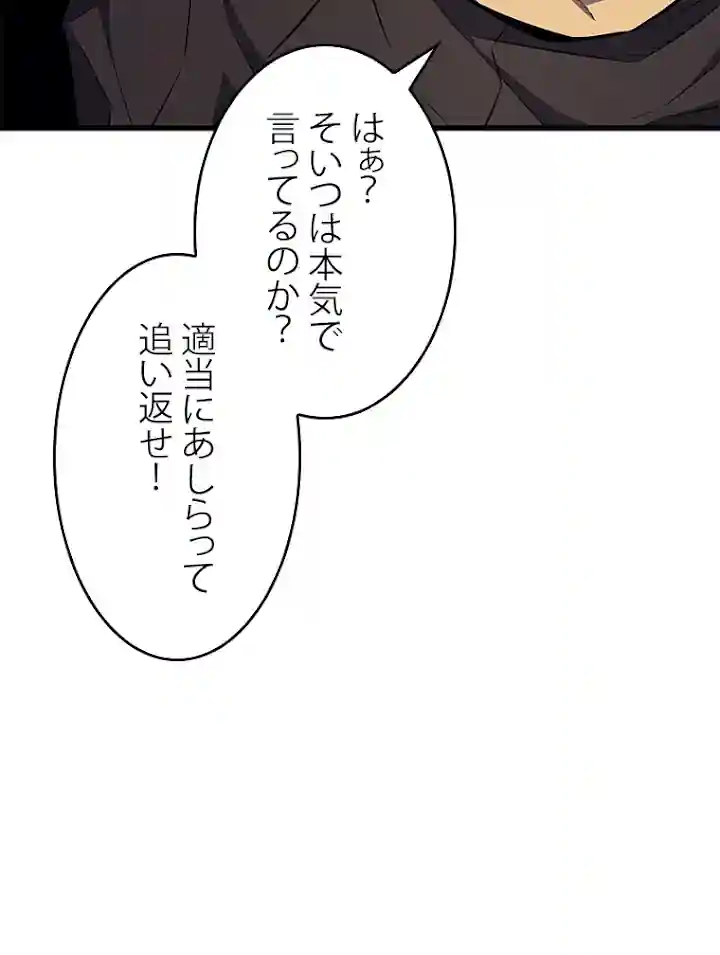 はぁ？
そいつは本気で
言ってるのか？
適当にあしらって
追い返せ！